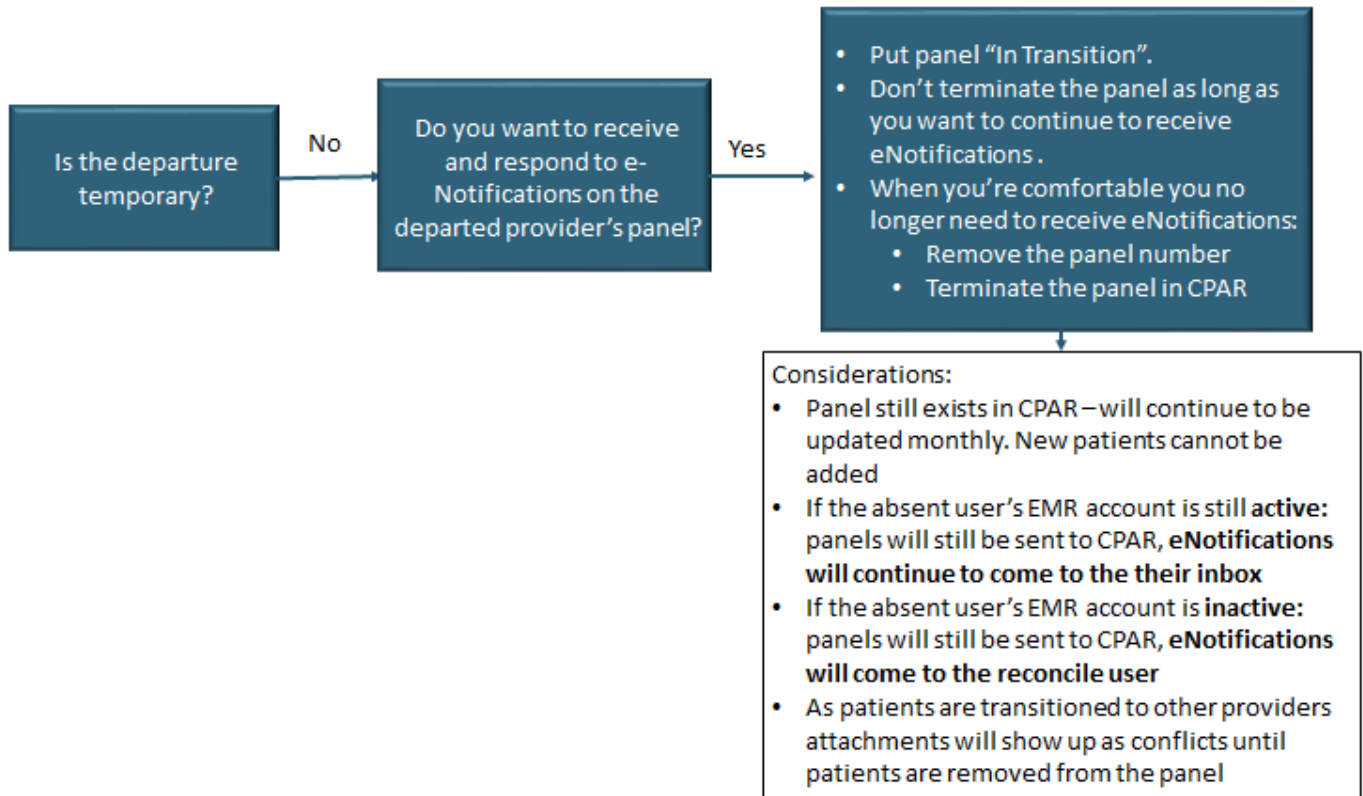 Is the departure
temporary?
No
Do you want to receive
and respond to e-
Notifications on the
departed provider's panel?
Yes
• Put panel “In Transition”.
• Don’t terminate the panel as long as
you want to continue to receive
eNotifications .
• When you’re comfortable you no
longer need to receive eNotifications:
• Remove the panel number
• Terminate the panel in CPAR
Considerations:
• Panel still exists in CPAR – will continue to be
updated monthly. New patients cannot be
added
• If the absent user’s EMR account is still active:
panels will still be sent to CPAR, eNotifications
will continue to come to the their inbox
• If the absent user’s EMR account is inactive:
panels will still be sent to CPAR, eNotifications
will come to the reconcile user
• As patients are transitioned to other providers
attachments will show up as conflicts until
patients are removed from the panel